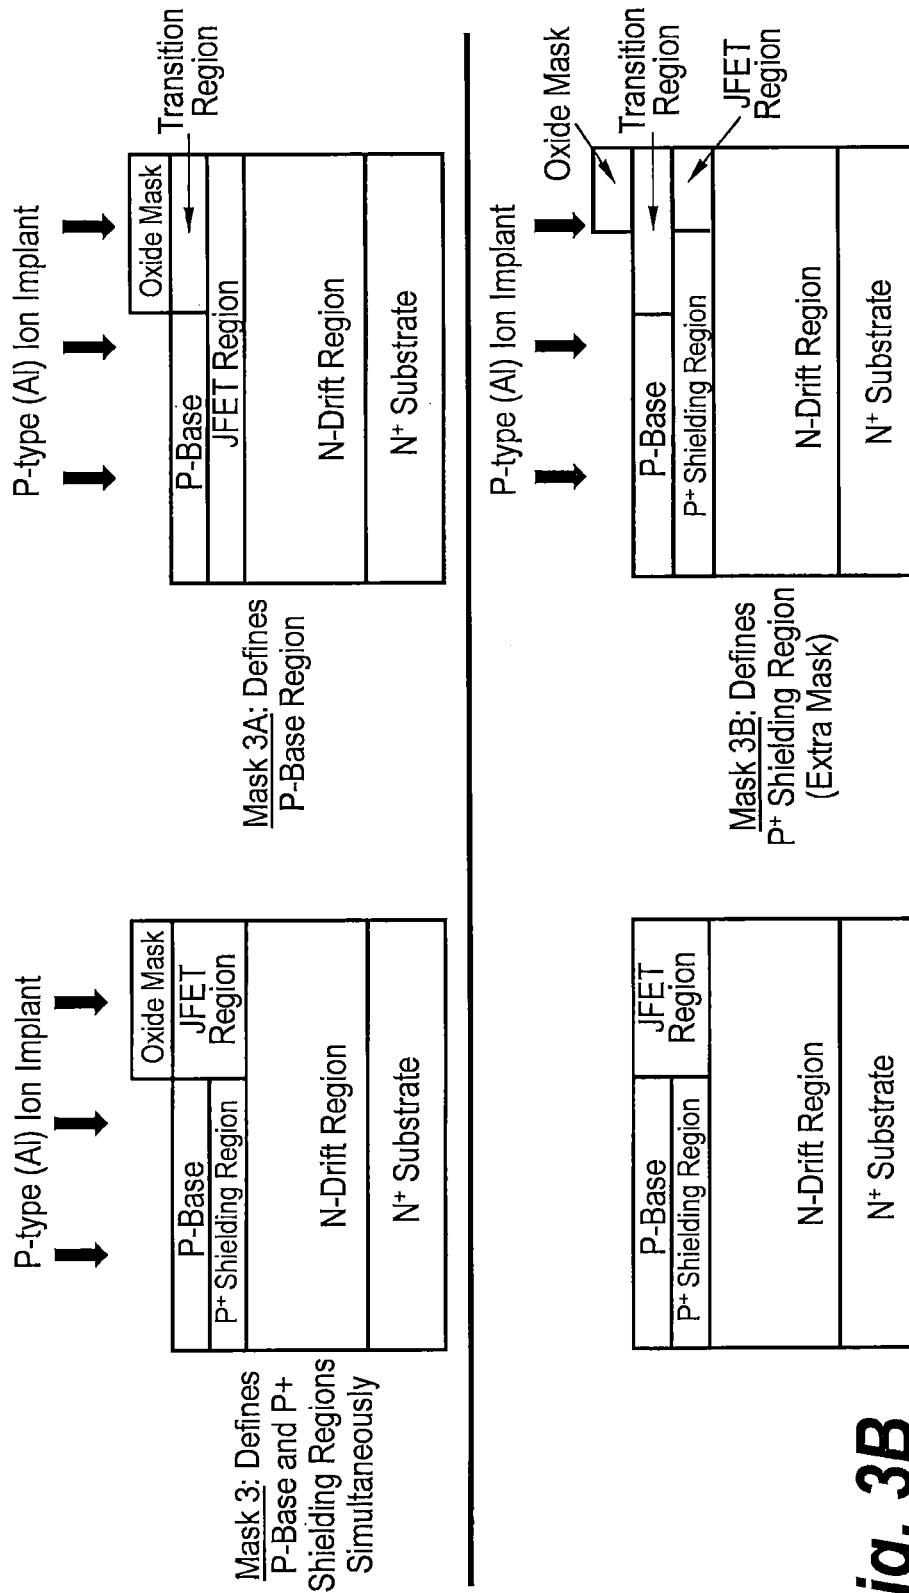 P-type (Al) Ion Implant
Oxide Mask
P-Base
JFET
Region
P+ Shielding Region
N-Drift Region
N+ Substrate
Mask 3: Defines
P-Base and P+
Shielding Regions
Simultaneously
P-type (Al) Ion Implant
Oxide Mask
Transition
Region
P-Base
JFET Region
N-Drift Region
N+ Substrate
Mask 3A: Defines
P-Base Region
P-Base
JFET
Region
P+ Shielding Region
N-Drift Region
N+ Substrate
P-type (Al) Ion Implant
Oxide Mask
Transition
Region
JFET
Region
P-Base
P+ Shielding Region
N-Drift Region
N+ Substrate
Mask 3B: Defines
P+ Shielding Region
(Extra Mask)
ig. 3B